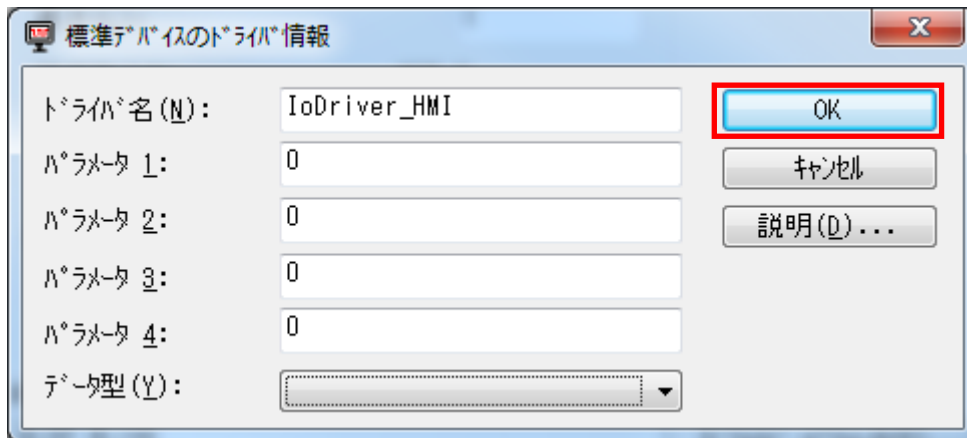 標準ﾃﾞﾊﾞｲｽのﾄﾞﾗｲﾊﾞ情報
ﾄﾞﾗｲﾊﾞ名(N): IoDriver_HMI OK
ﾊﾟﾗﾒｰﾀ 1: 0 ｷｬﾝｾﾙ
ﾊﾟﾗﾒｰﾀ 2: 0 説明(D)...
ﾊﾟﾗﾒｰﾀ 3: 0
ﾊﾟﾗﾒｰﾀ 4: 0
ﾃﾞｰﾀ型(Y):